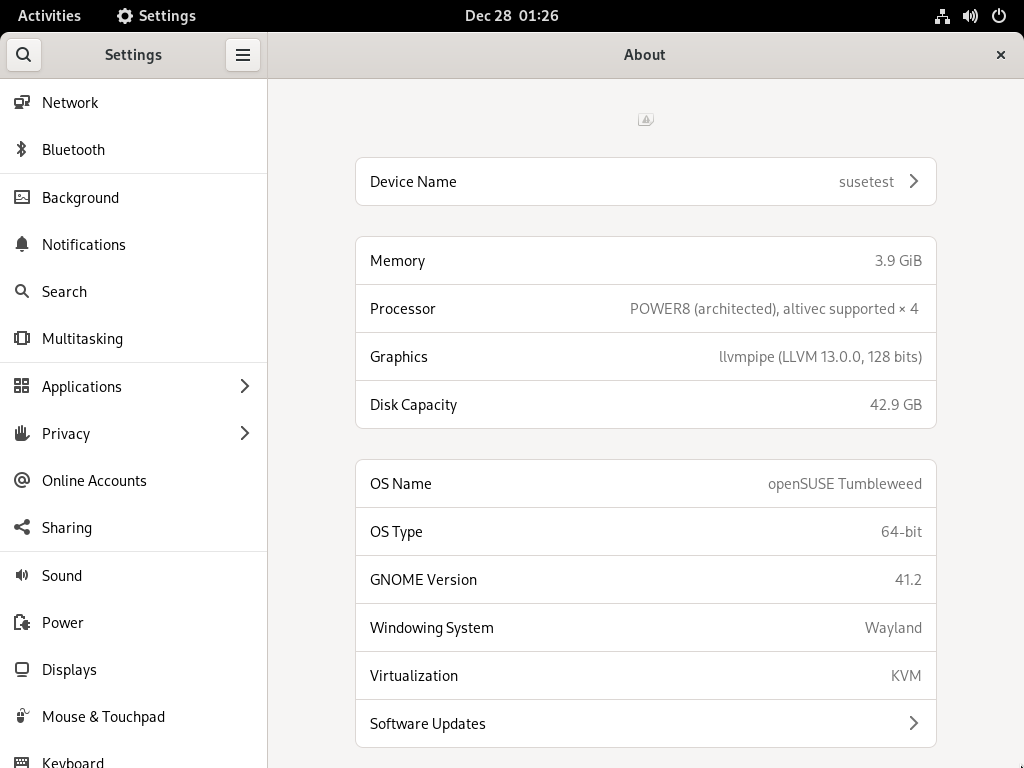 Activities Settings Dec 28 01:26
Settings About
Network
Bluetooth
Background
Notifications
Search
Multitasking
Applications
Privacy
Online Accounts
Sharing
Sound
Power
Displays
Mouse & Touchpad
Keyboard
Device Name susetest
Memory 3.9 GiB
Processor POWER8 (architected), altivec supported × 4
Graphics llvmpipe (LLVM 13.0.0, 128 bits)
Disk Capacity 42.9 GB
OS Name openSUSE Tumbleweed
OS Type 64-bit
GNOME Version 41.2
Windowing System Wayland
Virtualization KVM
Software Updates